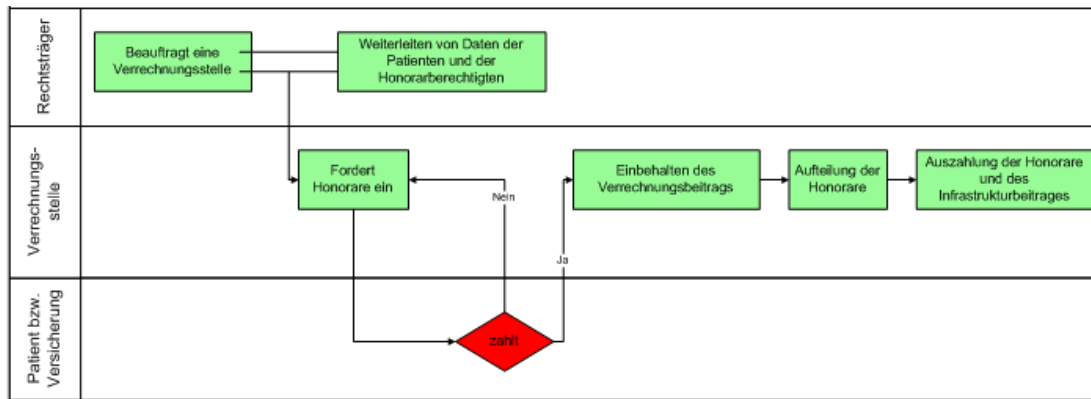 Rechtsträger
Beauftragt eine
Verrechnungsstelle
Weiterleiten von Daten der
Patienten und der
Honorarberechtigten
Verrechnungs-
stelle
Fordert
Honorare ein
Nein
Ja
Einbehalten des
Verrechnungsbeitrags
Aufteilung der
Honorare
Auszahlung der Honorare
und des
Infrastrukturbeitrages
Patient bzw.
Versicherung
zahlt